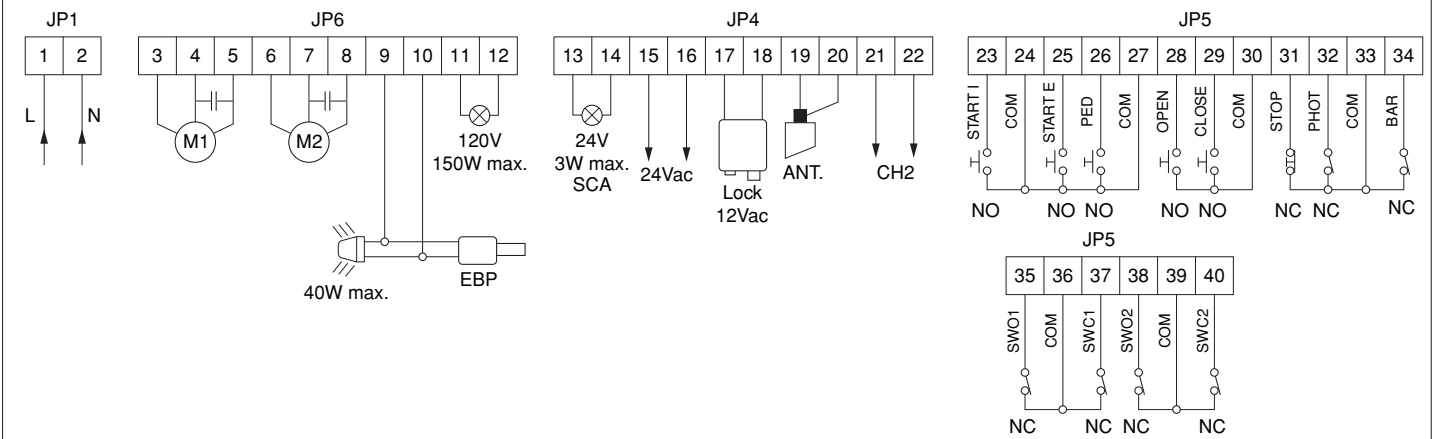 JP1 JP6 JP4 JP5
1 2 3 4 5 6 7 8 9 10 11 12 13 14 15 16 17 18 19 20 21 22 23 24 25 26 27 28 29 30 31 32 33 34
START I COM START E PED COM OPEN CLOSE COM STOP PHOT COM BAR
L N
M1 M2
120V
150W max.
24V
3W max.
SCA
24Vac
Lock
12Vac
ANT.
CH2
NO NO NO NO NO NC NC NC
40W max.
EBP
JP5
35 36 37 38 39 40
SWO1 COM SWC1 SWO2 COM SWC2
NC NC NC NC